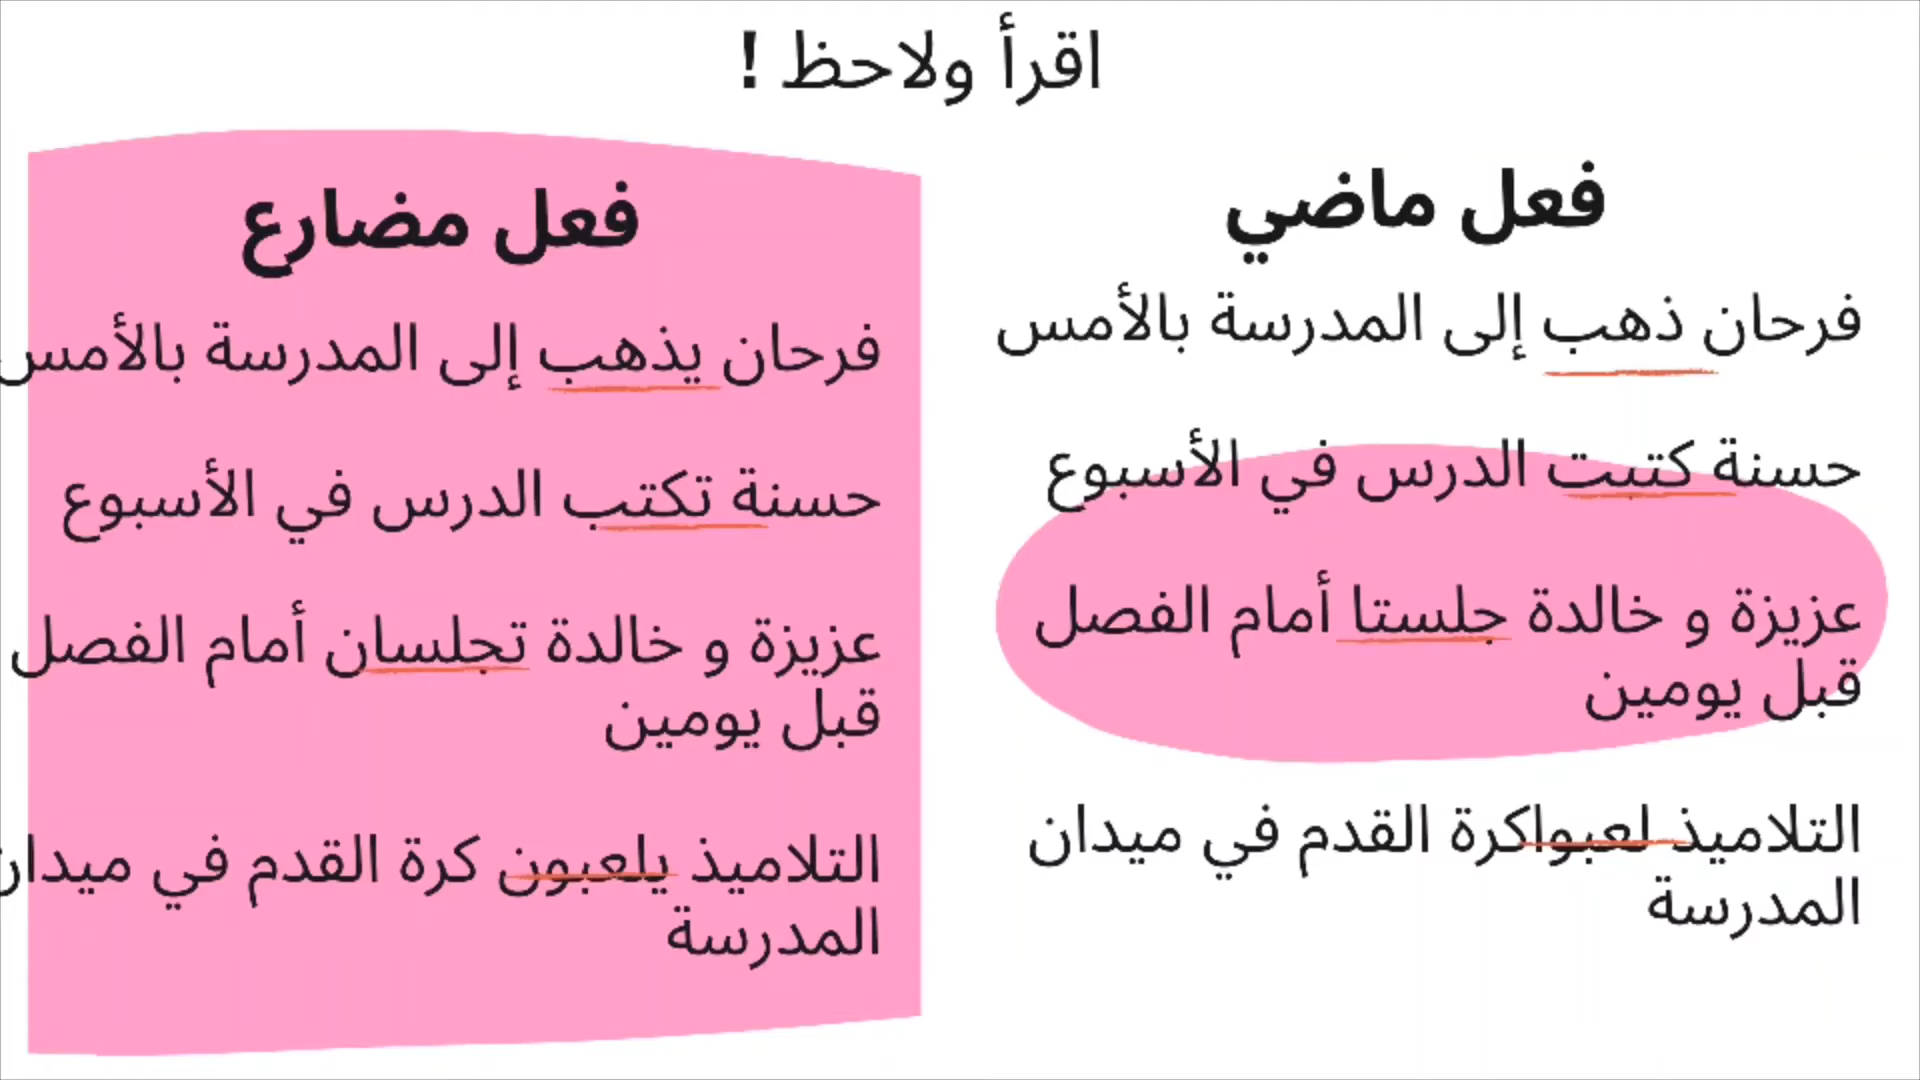 اقرأ ولاحظ !
فعل ماضي
فرحان ذهب إلى المدرسة بالأمس
حسنة كتبت الدرس في الأسبوع
عزيزة و خالدة جلستا أمام الفصل
قبل يومين
التلاميذ لعبواكرة القدم في ميدان
المدرسة
فعل مضارع
فرحان يذهب إلى المدرسة بالأمس
حسنة تكتب الدرس في الأسبوع
عزيزة و خالدة تجلسان أمام الفصل
قبل يومين
التلاميذ يلعبون كرة القدم في ميدان
المدرسة